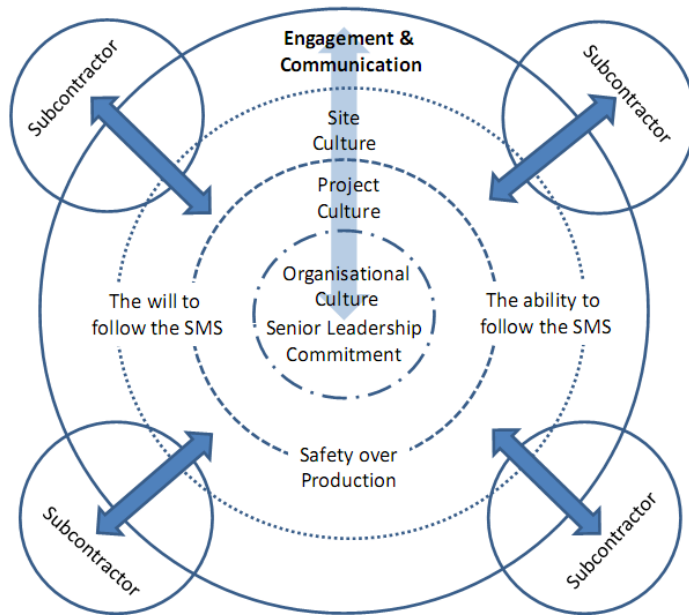 Engagement &
Communication
Subcontractor
Subcontractor
Site
Culture
Project
Culture
Organisational
Culture
Senior Leadership
Commitment
The will to
follow the SMS
The ability to
follow the SMS
Safety over
Production
Subcontractor
Subcontractor